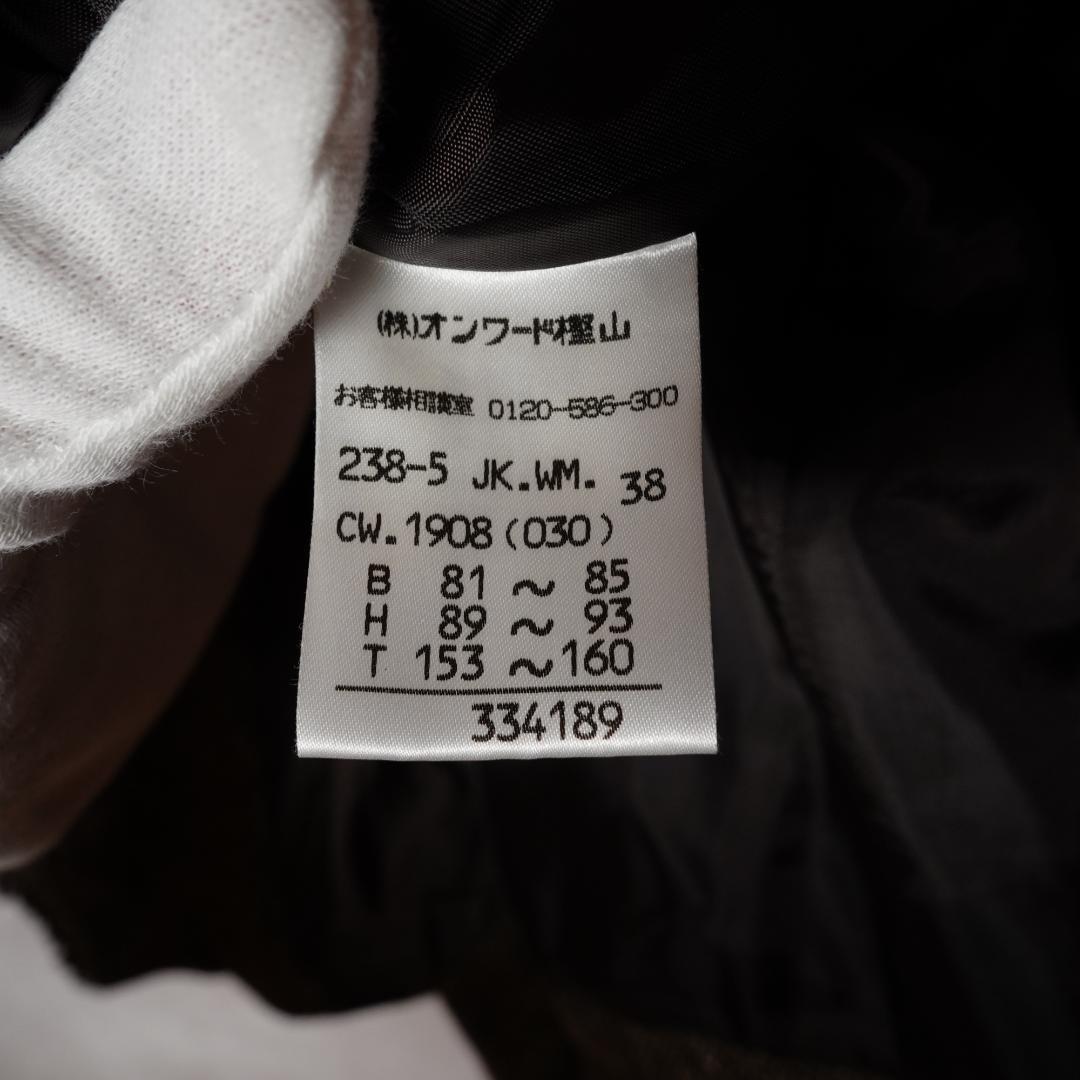 (株)オンワード樫山
お客様相談室 0120-586-300
238-5 JK.WM. 38
CW.1908(030)
B 81 ~ 85
H 89 ~ 93
T 153 ~160
334189